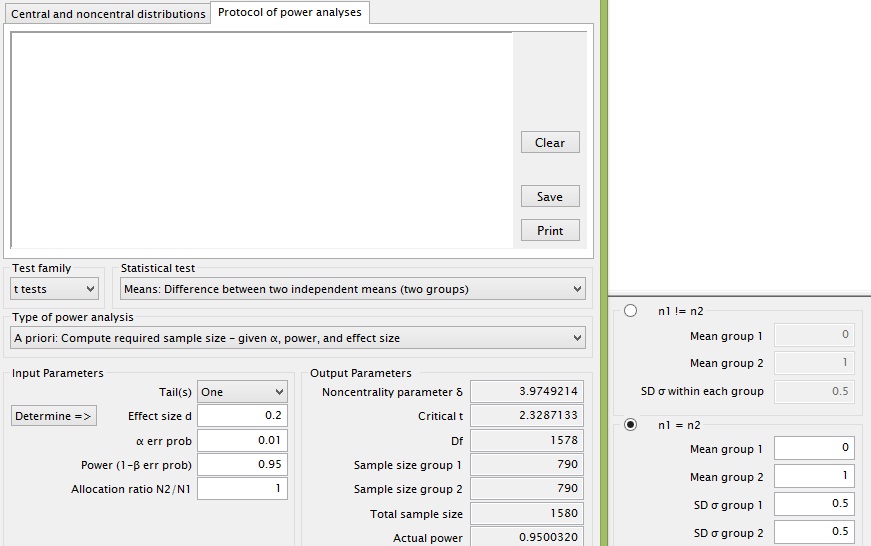 Central and noncentral distributions
Protocol of power analyses
Clear
Save
Print
Test family
Statistical test
t tests
Means: Difference between two independent means (two groups)
Type of power analysis
A priori: Compute required sample size – given α, power, and effect size
Input Parameters
Tail(s) One
Determine => Effect size d 0.2
α err prob 0.01
Power (1–β err prob) 0.95
Allocation ratio N2/N1 1
Output Parameters
Noncentrality parameter δ 3.9749214
Critical t 2.3287133
Df 1578
Sample size group 1 790
Sample size group 2 790
Total sample size 1580
Actual power 0.9500320
n1 != n2
Mean group 1 0
Mean group 2 1
SD σ within each group 0.5
n1 = n2
Mean group 1 0
Mean group 2 1
SD σ group 1 0.5
SD σ group 2 0.5